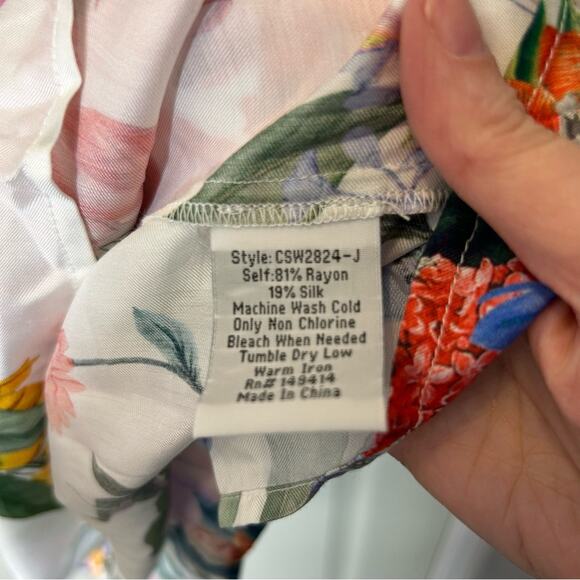 Style: CSW2824-J
Self:81% Rayon
19% Silk
Machine Wash Cold
Only Non Chlorine
Bleach When Needed
Tumble Dry Low
Warm Iron
Rn# 149414
Made In China